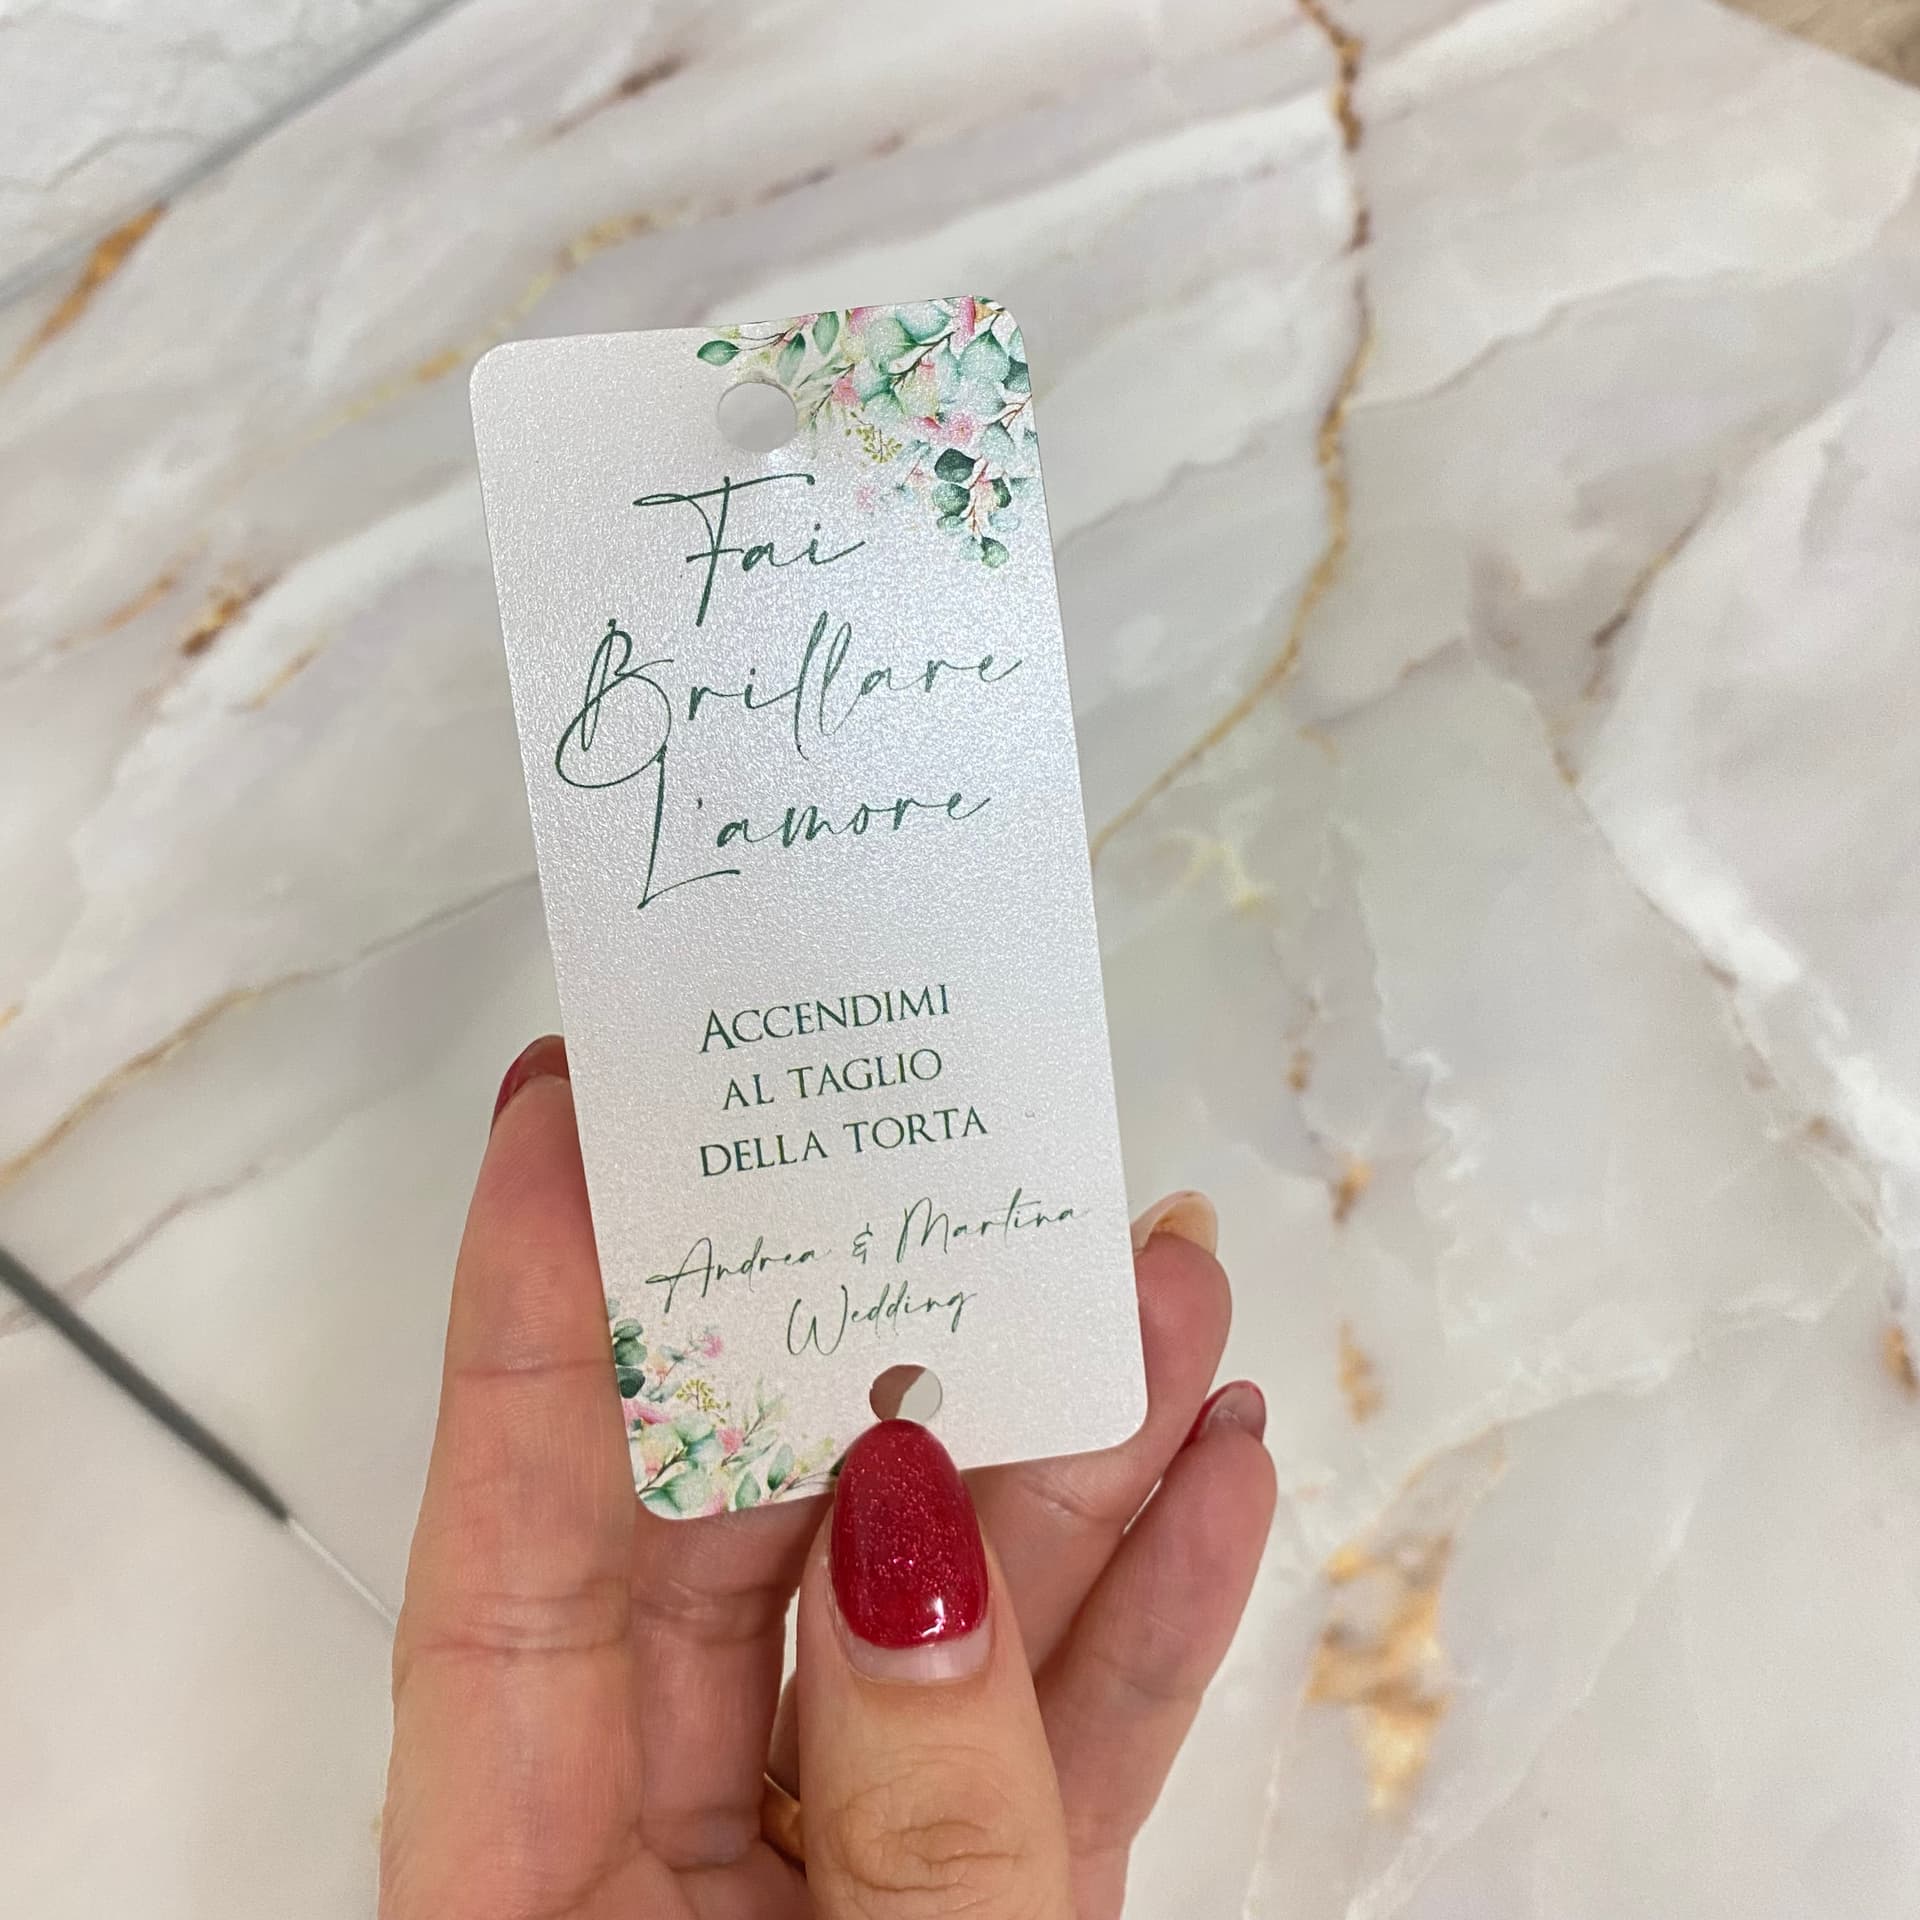 Fai
Brillare
L'amore
ACCENDIMI
AL TAGLIO
DELLA TORTA
Andrea & Martina
Wedding